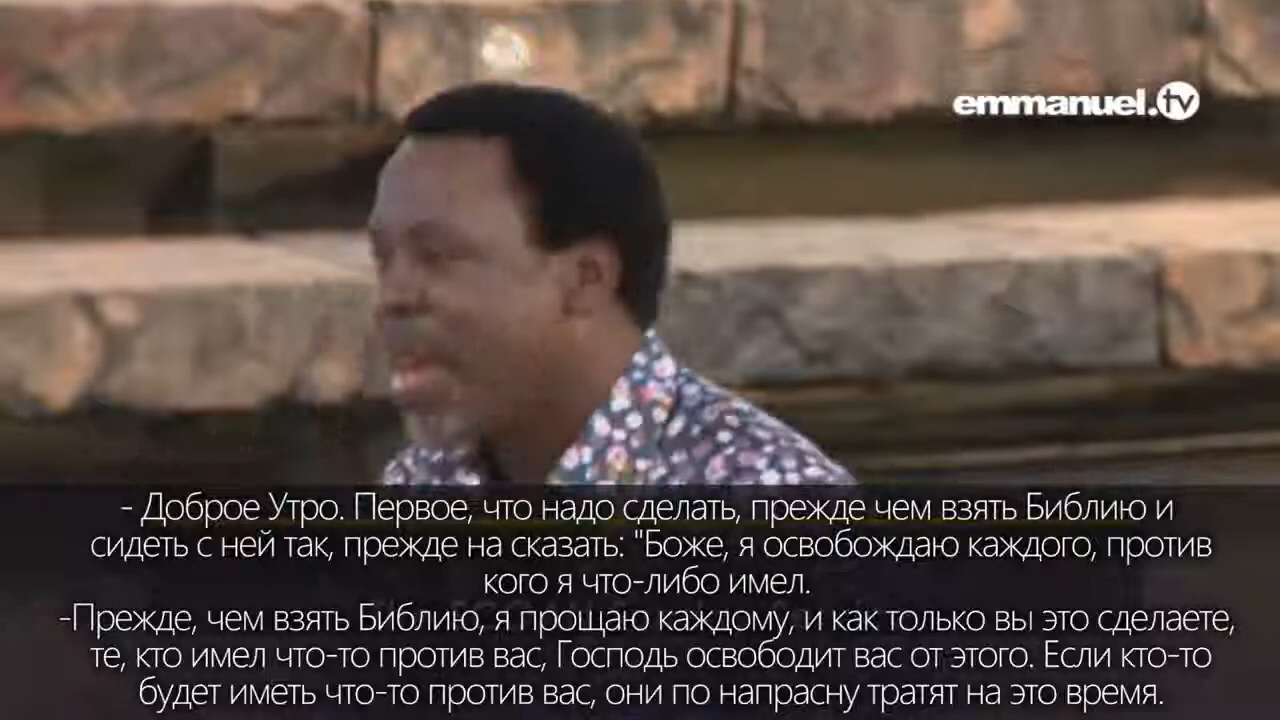 emmanuel.tv
- Доброе Утро. Первое, что надо сделать, прежде чем взять Библию и
сидеть с ней так, прежде на сказать: "Боже, я освобождаю каждого, против
кого я что-либо имел.
-Прежде, чем взять Библию, я прощаю каждому, и как только вы это сделаете,
те, кто имел что-то против вас, Господь освободит вас от этого. Если кто-то
будет иметь что-то против вас, они по напрасну тратят на это время.